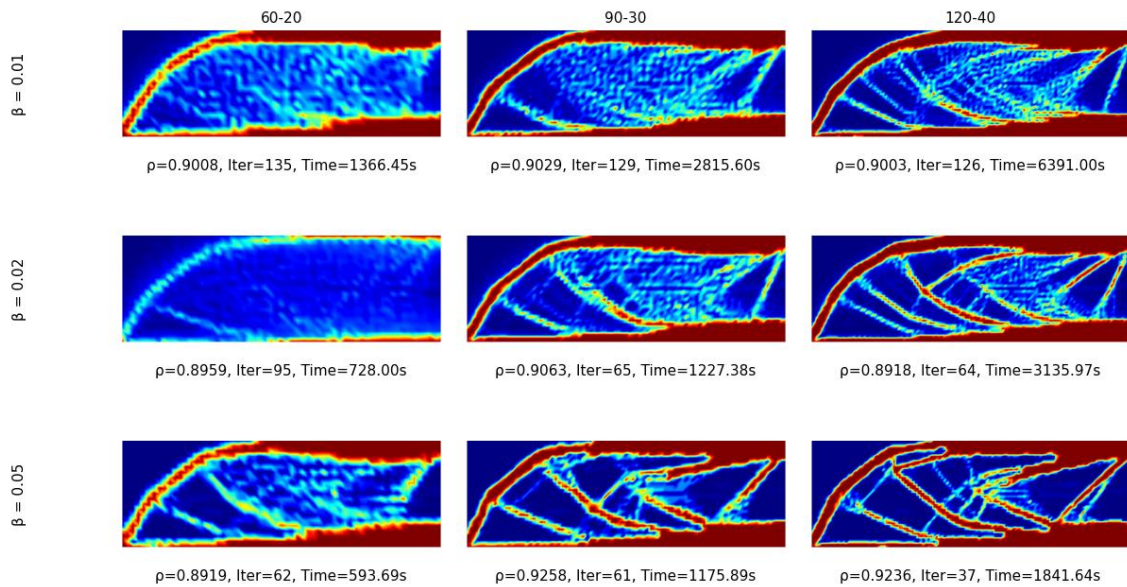 60-20 90-30 120-40
β = 0.01
ρ=0.9008, Iter=135, Time=1366.45s ρ=0.9029, Iter=129, Time=2815.60s ρ=0.9003, Iter=126, Time=6391.00s
β = 0.02
ρ=0.8959, Iter=95, Time=728.00s ρ=0.9063, Iter=65, Time=1227.38s ρ=0.8918, Iter=64, Time=3135.97s
β = 0.05
ρ=0.8919, Iter=62, Time=593.69s ρ=0.9258, Iter=61, Time=1175.89s ρ=0.9236, Iter=37, Time=1841.64s